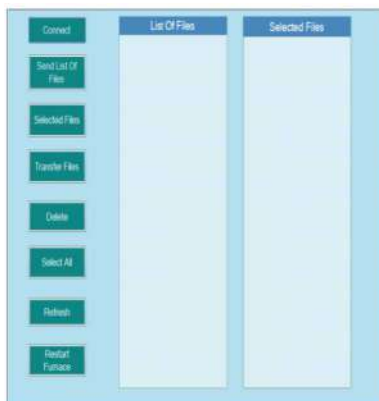 Connect
List Of Files
Selected Files
Send List Of
Files
Selected Files
Transfer Files
Delete
Select All
Refresh
Restart
Furnace